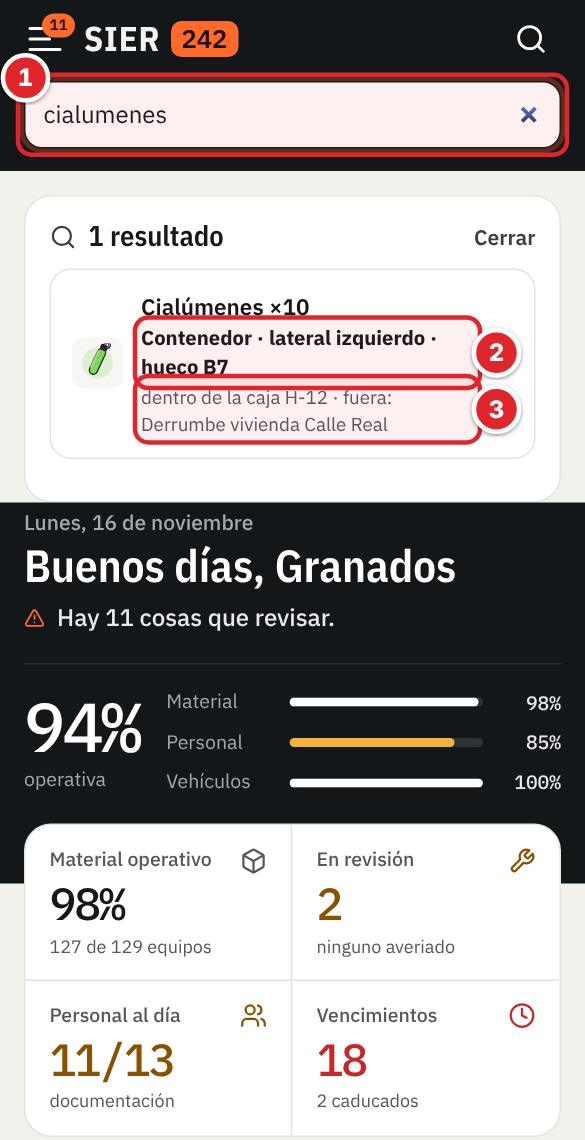 11
SIER 242
1
cialumenes
1 resultado
Cerrar
Cialúmenes ×10
Contenedor · lateral izquierdo ·
hueco B7
2
dentro de la caja H-12 · fuera:
Derrumbe vivienda Calle Real
3
Lunes, 16 de noviembre
Buenos días, Granados
Hay 11 cosas que revisar.
94%
operativa
Material 98%
Personal 85%
Vehículos 100%
Material operativo
98%
127 de 129 equipos
En revisión
2
ninguno averiado
Personal al día
11/13
documentación
Vencimientos
18
2 caducados